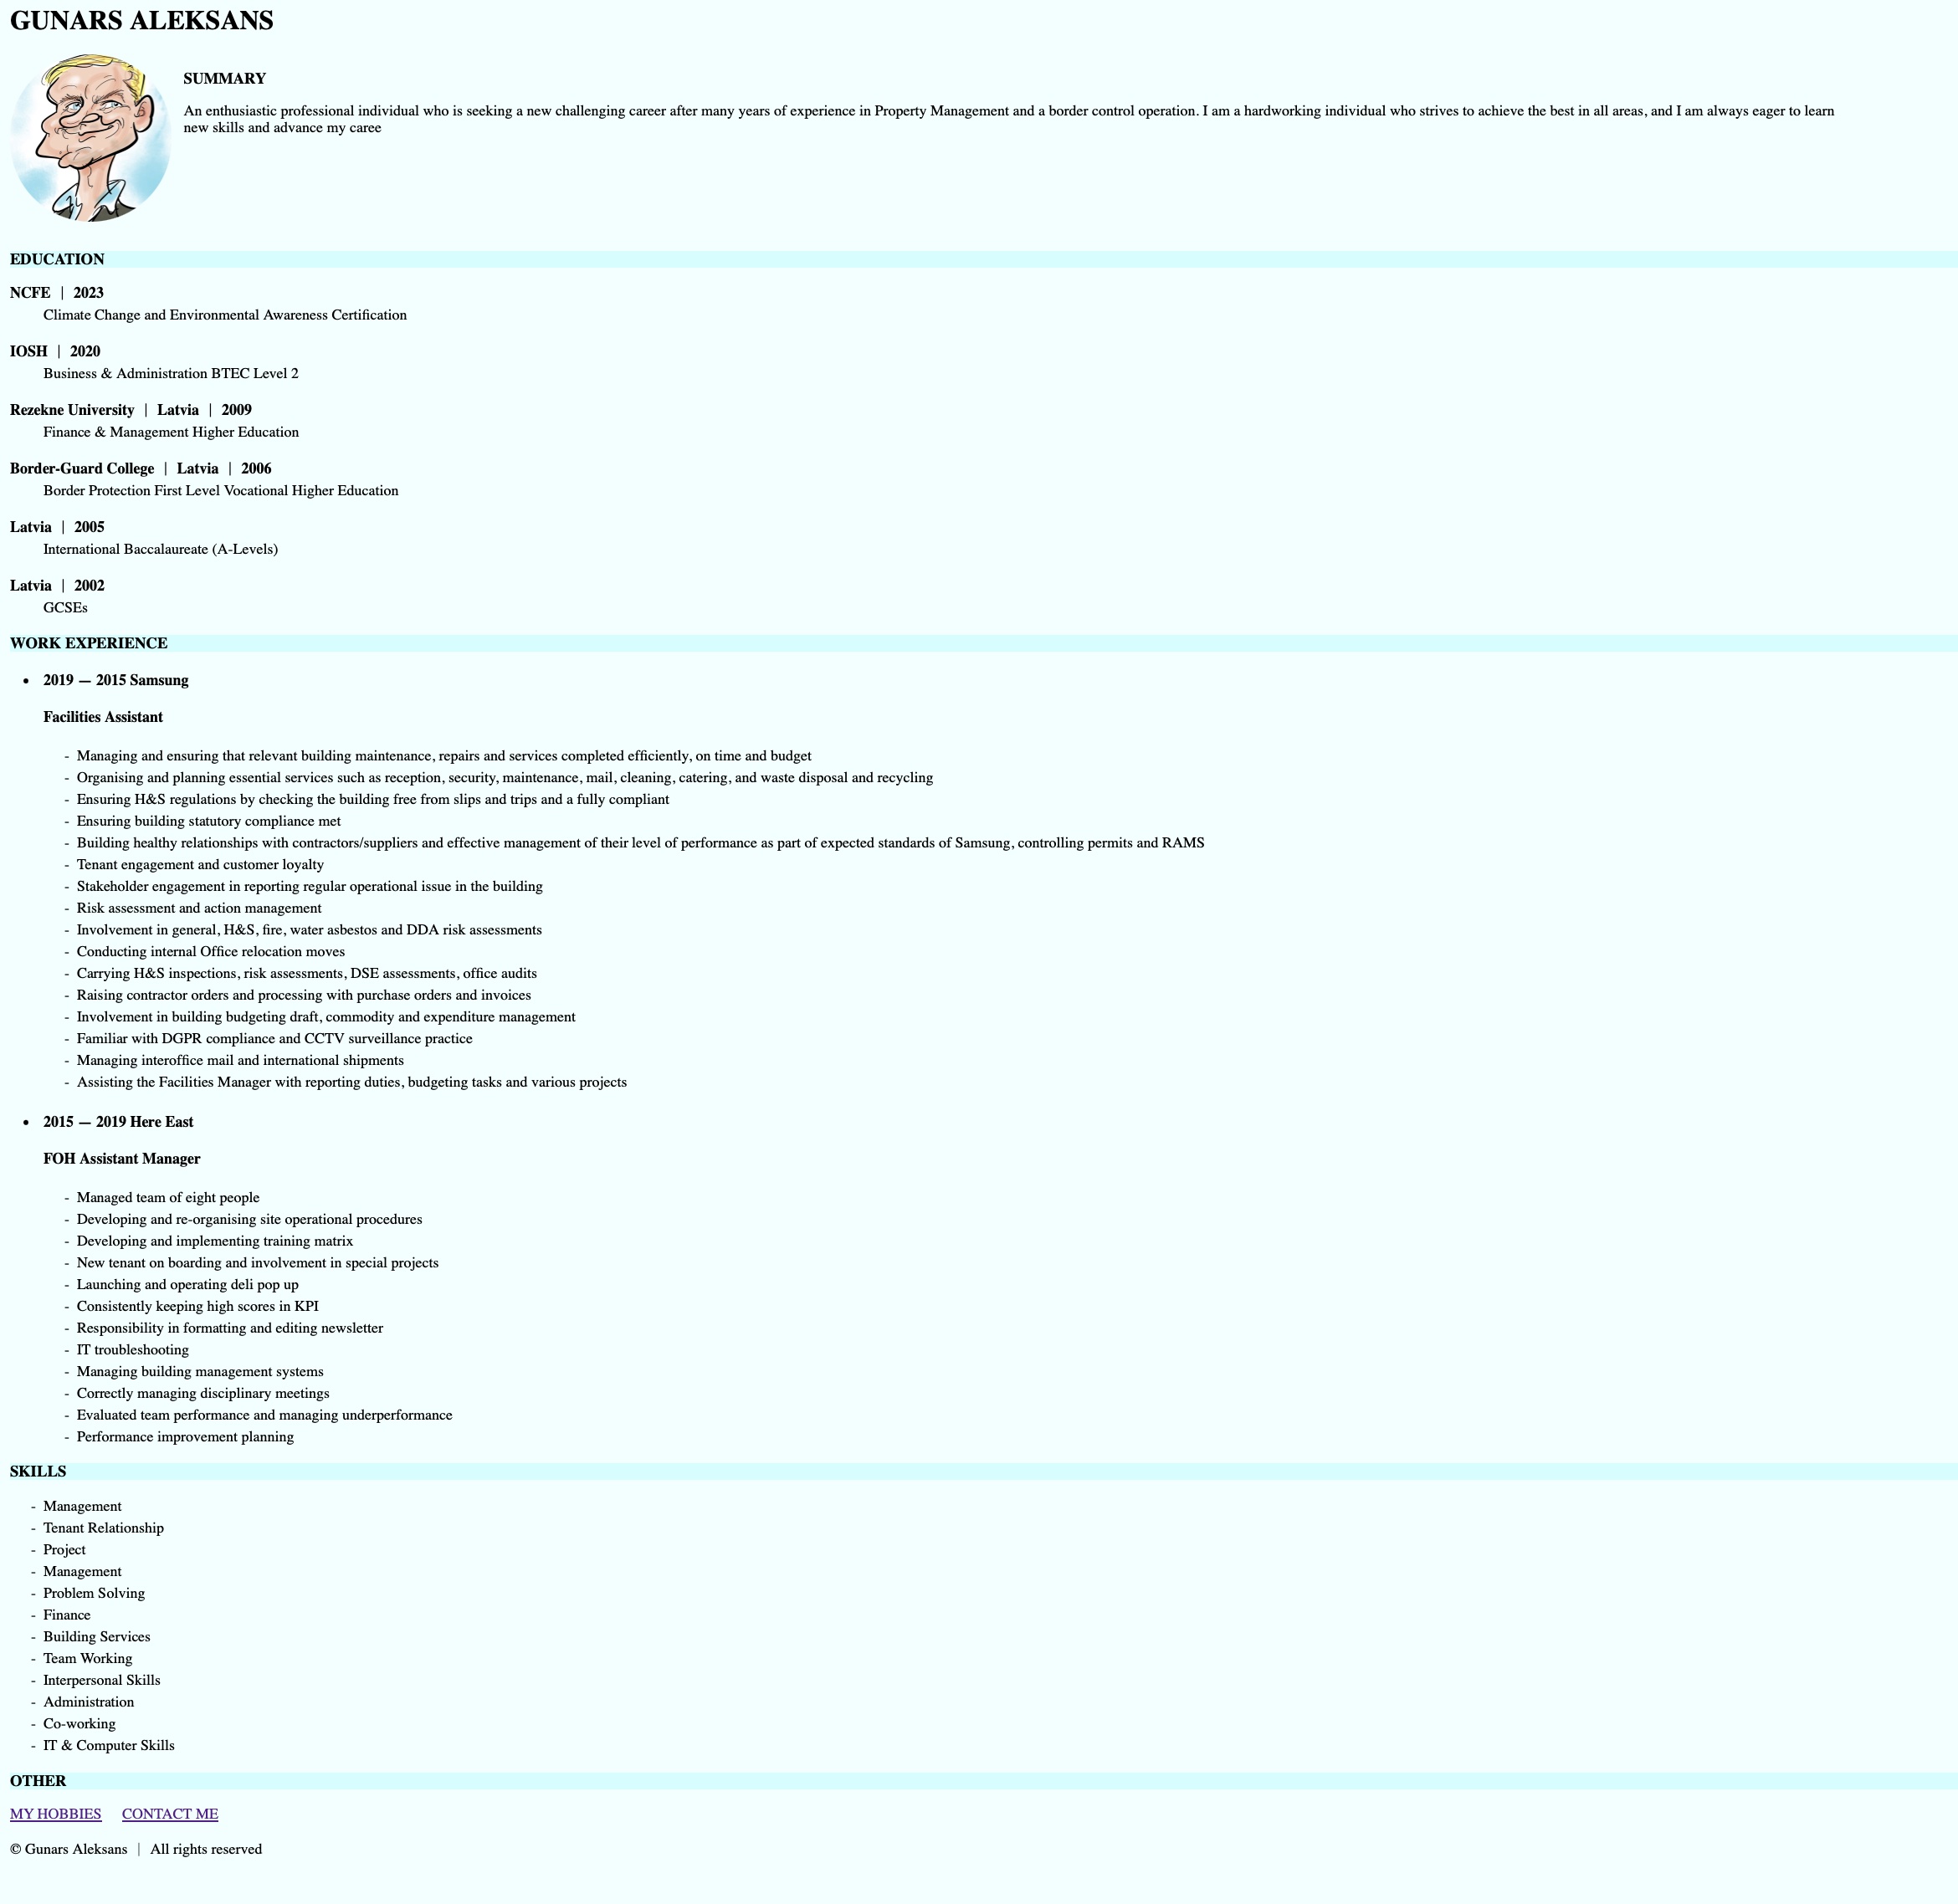 GUNARS ALEKSANS
SUMMARY
An enthusiastic professional individual who is seeking a new challenging career after many years of experience in Property Management and a border control operation. I am a hardworking individual who strives to achieve the best in all areas, and I am always eager to learn
new skills and advance my caree
EDUCATION
NCFE | 2023
Climate Change and Environmental Awareness Certification
IOSH | 2020
Business & Administration BTEC Level 2
Rezekne University | Latvia | 2009
Finance & Management Higher Education
Border-Guard College | Latvia | 2006
Border Protection First Level Vocational Higher Education
Latvia | 2005
International Baccalaureate (A-Levels)
Latvia | 2002
GCSEs
WORK EXPERIENCE
• 2019 — 2015 Samsung
Facilities Assistant
- Managing and ensuring that relevant building maintenance, repairs and services completed efficiently, on time and budget
- Organising and planning essential services such as reception, security, maintenance, mail, cleaning, catering, and waste disposal and recycling
- Ensuring H&S regulations by checking the building free from slips and trips and a fully compliant
- Ensuring building statutory compliance met
- Building healthy relationships with contractors/suppliers and effective management of their level of performance as part of expected standards of Samsung, controlling permits and RAMS
- Tenant engagement and customer loyalty
- Stakeholder engagement in reporting regular operational issue in the building
- Risk assessment and action management
- Involvement in general, H&S, fire, water asbestos and DDA risk assessments
- Conducting internal Office relocation moves
- Carrying H&S inspections, risk assessments, DSE assessments, office audits
- Raising contractor orders and processing with purchase orders and invoices
- Involvement in building budgeting draft, commodity and expenditure management
- Familiar with DGPR compliance and CCTV surveillance practice
- Managing interoffice mail and international shipments
- Assisting the Facilities Manager with reporting duties, budgeting tasks and various projects
• 2015 — 2019 Here East
FOH Assistant Manager
- Managed team of eight people
- Developing and re-organising site operational procedures
- Developing and implementing training matrix
- New tenant on boarding and involvement in special projects
- Launching and operating deli pop up
- Consistently keeping high scores in KPI
- Responsibility in formatting and editing newsletter
- IT troubleshooting
- Managing building management systems
- Correctly managing disciplinary meetings
- Evaluated team performance and managing underperformance
- Performance improvement planning
SKILLS
- Management
- Tenant Relationship
- Project
- Management
- Problem Solving
- Finance
- Building Services
- Team Working
- Interpersonal Skills
- Administration
- Co-working
- IT & Computer Skills
OTHER
MY HOBBIES CONTACT ME
© Gunars Aleksans | All rights reserved